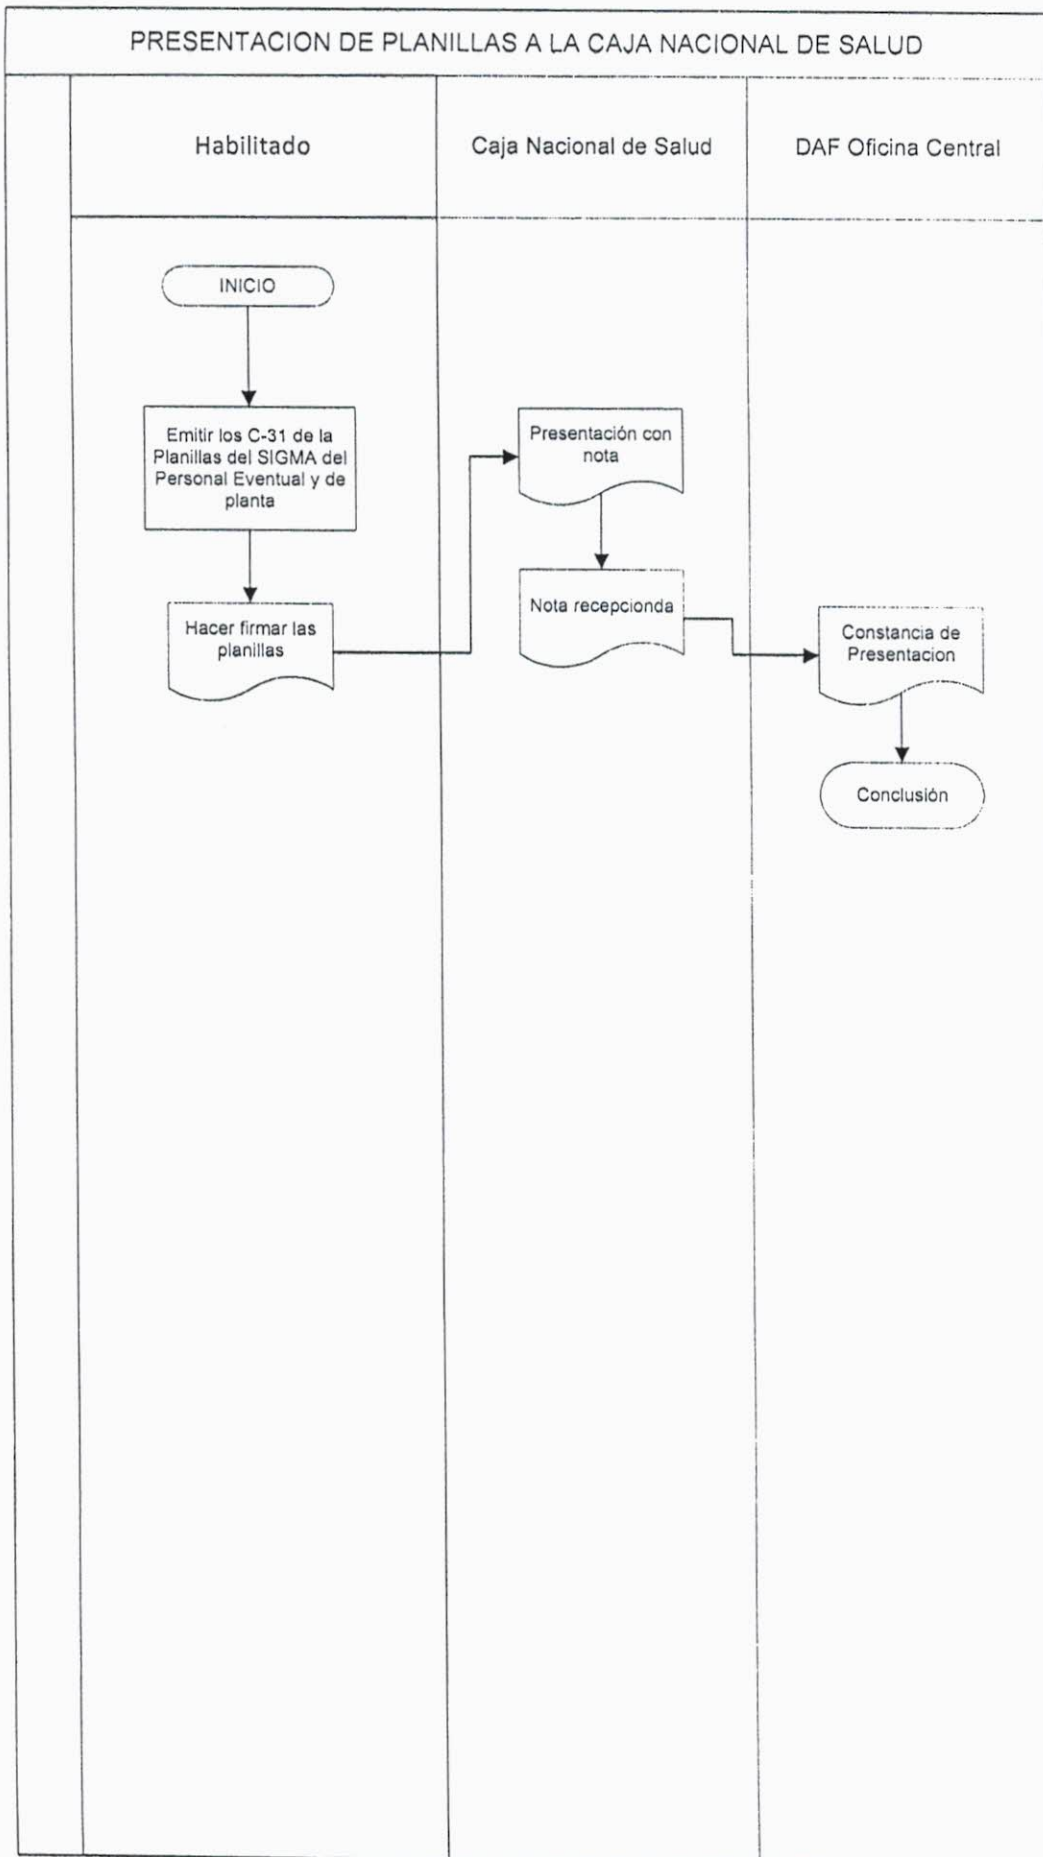 PRESENTACION DE PLANILLAS A LA CAJA NACIONAL DE SALUD
Habilitado
Caja Nacional de Salud
DAF Oficina Central
INICIO
Emitir los C-31 de la
Planillas del SIGMA del
Personal Eventual y de
planta
Hacer firmar las
planillas
Presentación con
nota
Nota recepcionda
Constancia de
Presentacion
Conclusión